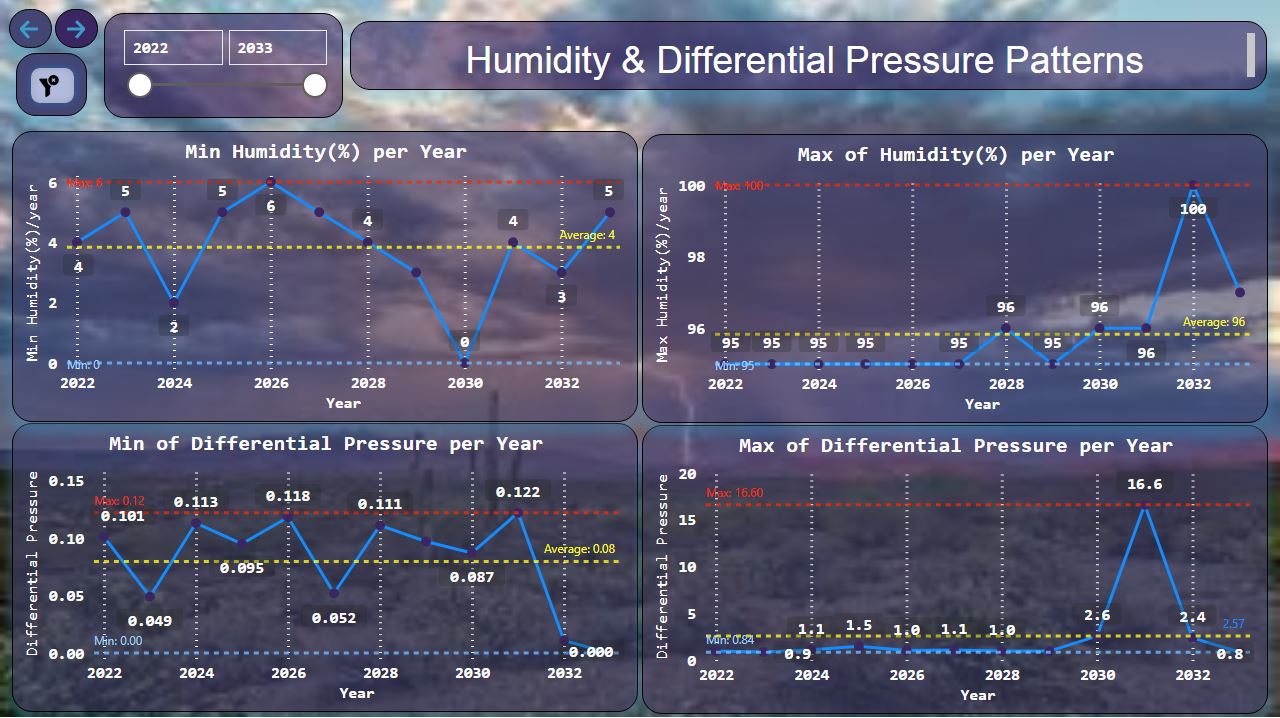 2022 2033
Humidity & Differential Pressure Patterns
Min Humidity(%) per Year
Min Humidity(%)/year
6
4
2
0
Max: 6
Average: 4
Min: 0
4 5 2 5 6 4 0 4 3 5
2022 2024 2026 2028 2030 2032
Year
Max of Humidity(%) per Year
Max Humidity(%)/year
100
98
96
Max: 100
Average: 96
Min: 95
95 95 95 95 95 96 95 96 96 100
2022 2024 2026 2028 2030 2032
Year
Min of Differential Pressure per Year
Differential Pressure
0.15
0.10
0.05
0.00
Max: 0.12
Average: 0.08
Min: 0.00
0.101 0.049 0.113 0.095 0.118 0.052 0.111 0.087 0.122 0.000
2022 2024 2026 2028 2030 2032
Year
Max of Differential Pressure per Year
Differential Pressure
20
15
10
5
0
Max: 16.60
2.57
Min: 0.84
0.9 1.1 1.5 1.0 1.1 1.0 2.6 16.6 2.4 0.8
2022 2024 2026 2028 2030 2032
Year